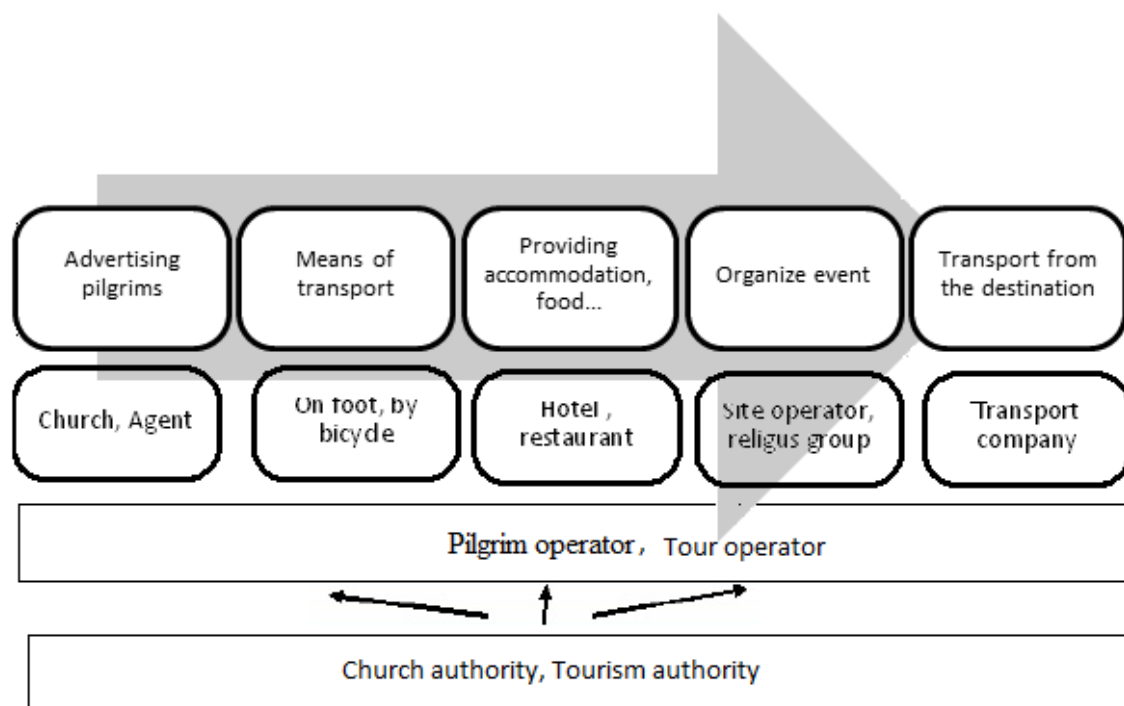 Advertising
pilgrims
Means of
transport
Providing
accommodation,
food...
Organize event
Transport from
the destination
Church, Agent
On foot, by
bicycle
Hotel ,
restaurant
Site operator,
religus group
Transport
company
Pilgrim operator, Tour operator
Church authority, Tourism authority